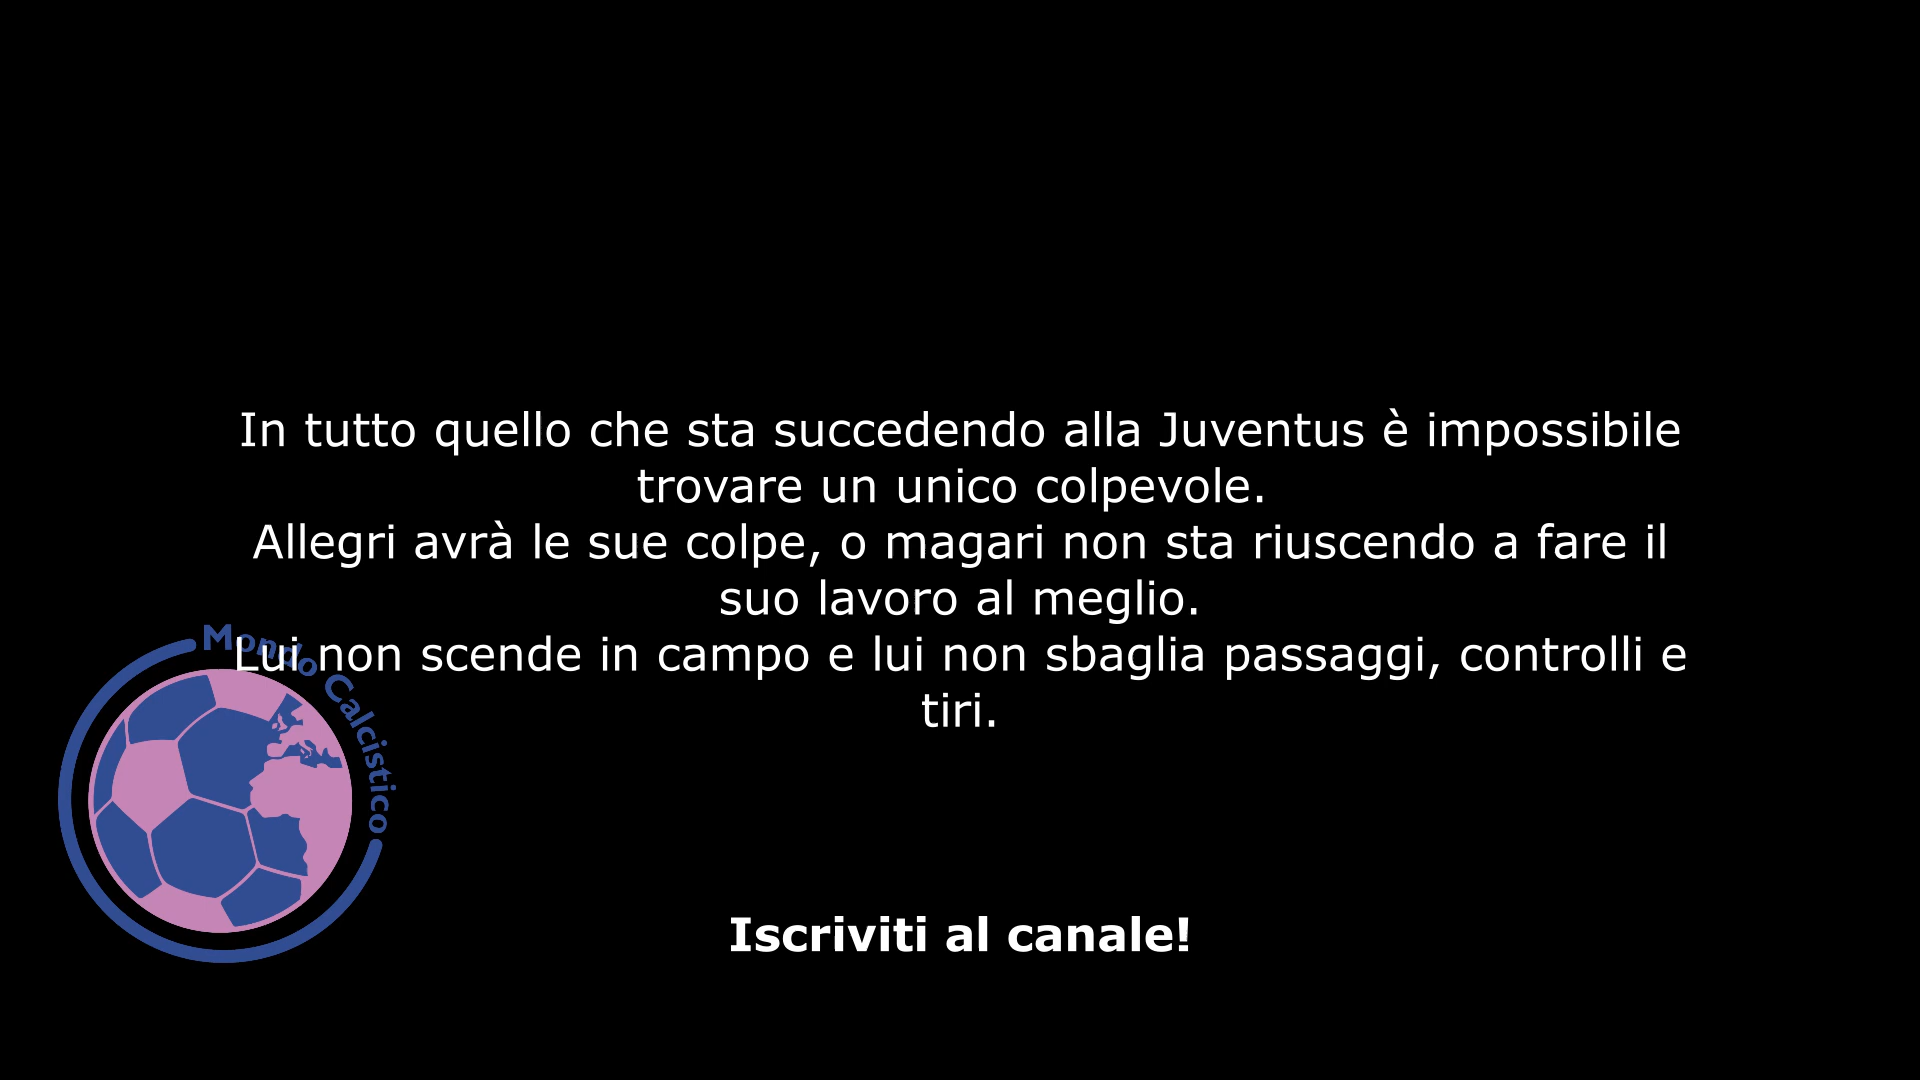 In tutto quello che sta succedendo alla Juventus è impossibile
trovare un unico colpevole.
Allegri avrà le sue colpe, o magari non sta riuscendo a fare il
suo lavoro al meglio.
Lui non scende in campo e lui non sbaglia passaggi, controlli e
tiri.
Mondo Calcistico
Iscriviti al canale!